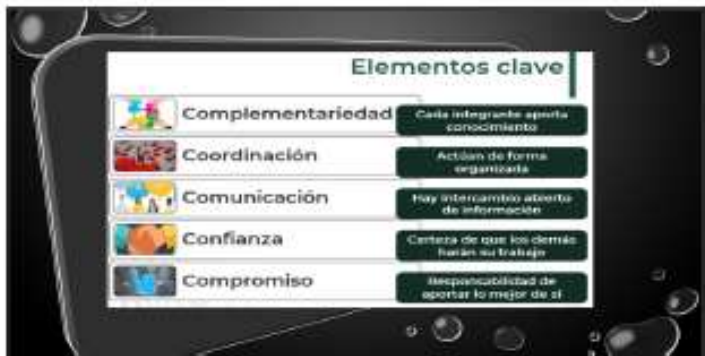 Elementos clave
Complementariedad
Cada integrante aporta
conocimiento
Coordinación
Actúan de forma
organizada
Comunicación
Hay intercambio abierto
de información
Confianza
Certeza de que los demás
harán su trabajo
Compromiso
Responsabilidad de
aportar lo mejor de sí